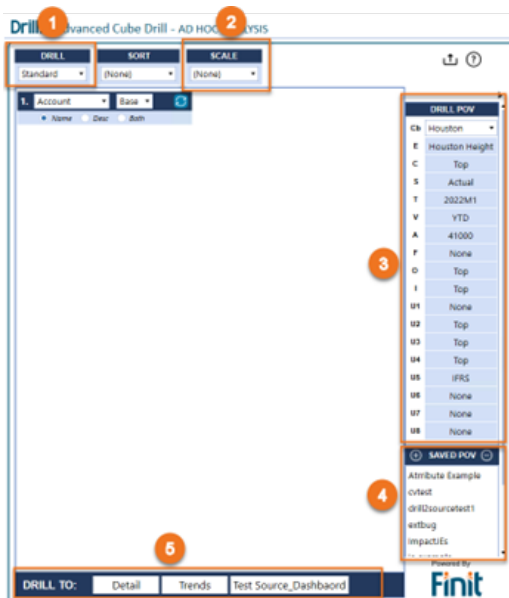 Drill Advanced Cube Drill - AD HOC ANALYSIS
1
2
DRILL SORT SCALE
Standard (None) (None)
1. Account Base
Name Desc Both
DRILL POV
Cb Houston
E Houston Height
C Top
S Actual
T 2022M1
V YTD
A 41000
F None
O Top
I Top
U1 None
U2 Top
U3 Top
U4 Top
U5 IFRS
U6 None
U7 None
U8 None
3
SAVED POV
Attribute Example
cvtest
drill2sourcetest1
extbug
ImpactJEs
4
5
DRILL TO: Detail Trends Test Source_Dashbaord
Powered By
Finit